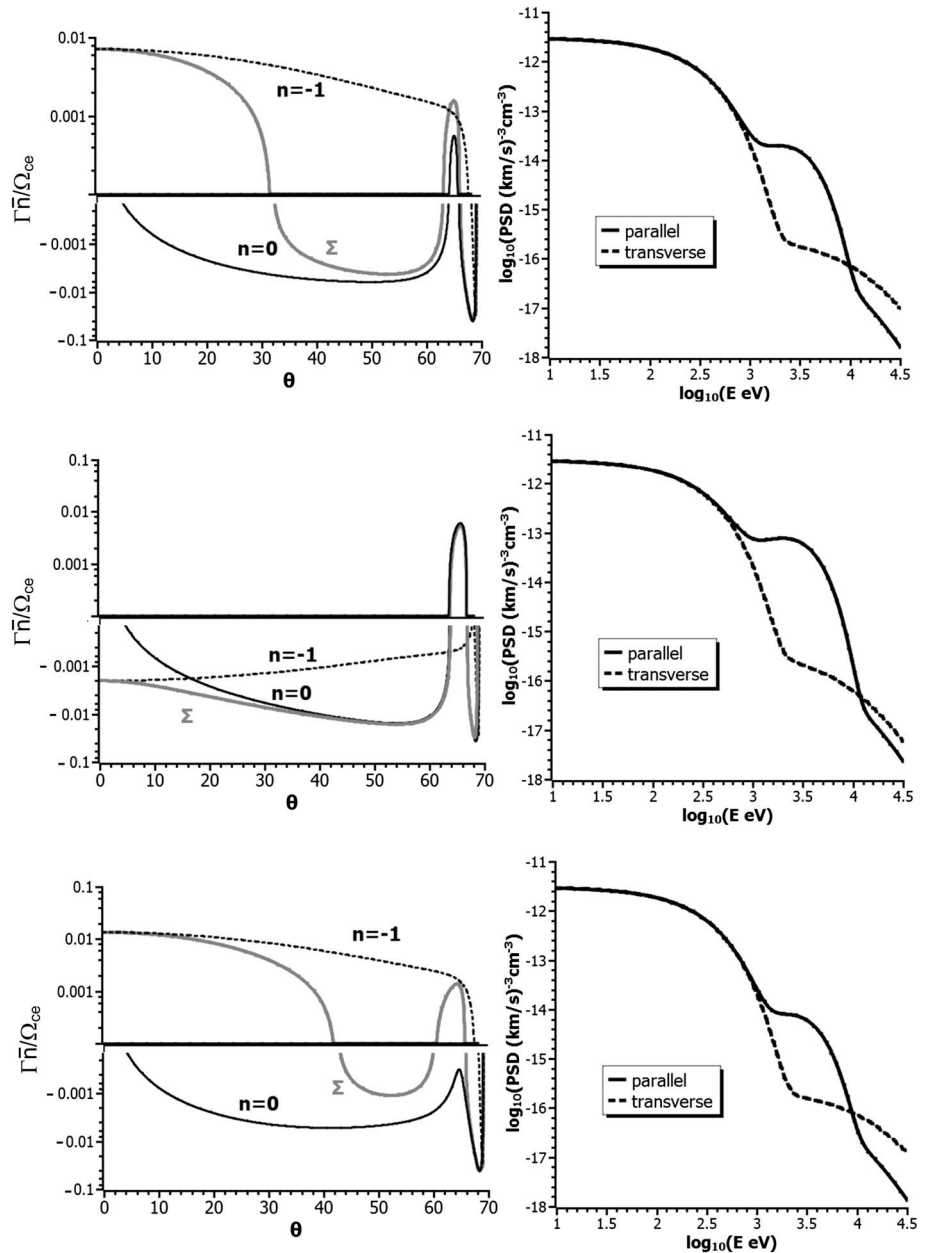 0.01
0.001
-0.001
-0.01
-0.1
Γn̄/Ω_ce
n=-1
n=0
Σ
0 10 20 30 40 50 60 70
θ
-11
-12
-13
-14
-15
-16
-17
-18
log₁₀(PSD (km/s)⁻³cm⁻³)
parallel
transverse
1 1.5 2 2.5 3 3.5 4 4.5
log₁₀(E eV)
0.1
0.01
0.001
-0.001
-0.01
-0.1
Γn̄/Ω_ce
n=-1
n=0
Σ
0 10 20 30 40 50 60 70
θ
-11
-12
-13
-14
-15
-16
-17
-18
log₁₀(PSD (km/s)⁻³cm⁻³)
parallel
transverse
1 1.5 2 2.5 3 3.5 4 4.5
log₁₀(E eV)
0.1
0.01
0.001
-0.001
-0.01
-0.1
Γn̄/Ω_ce
n=-1
Σ
n=0
0 10 20 30 40 50 60 70
θ
-11
-12
-13
-14
-15
-16
-17
-18
log₁₀(PSD (km/s)⁻³cm⁻³)
parallel
transverse
1 1.5 2 2.5 3 3.5 4 4.5
log₁₀(E eV)